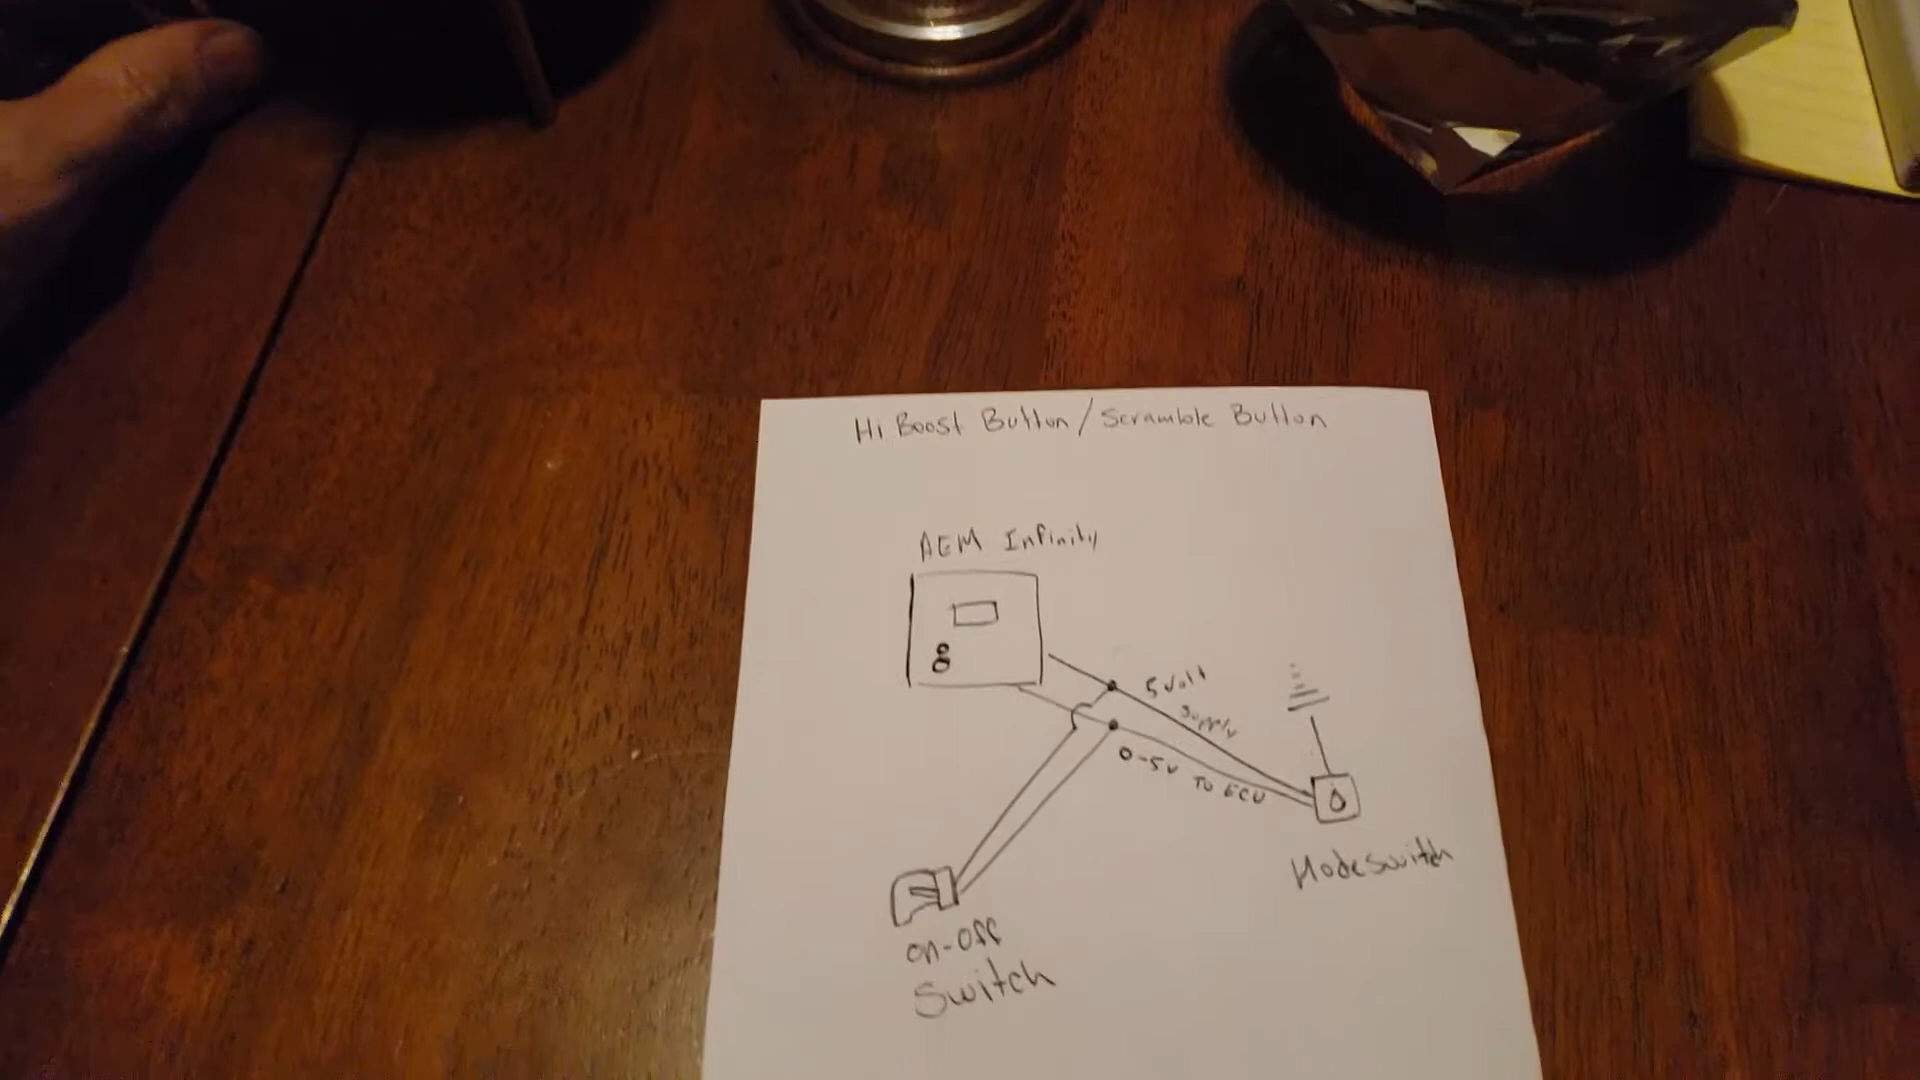 Hi Boost Button/Scramble Button
AEM Infinity
5 volt
supply
0-5v TO ECU
Modeswitch
on-off
Switch